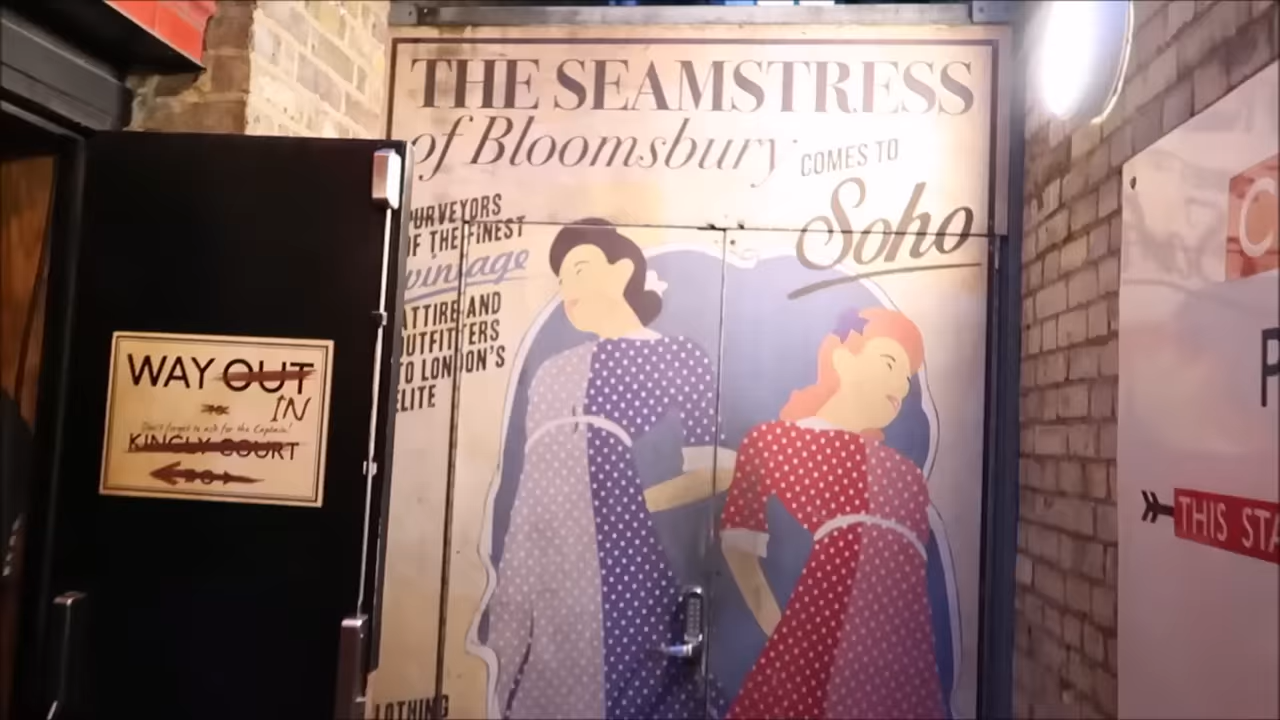 THE SEAMSTRESS
of Bloomsbury COMES TO
Soho
PURVEYORS
OF THE FINEST
vintage
ATTIRE AND
OUTFITTERS
TO LONDON'S
ELITE
LOTHING
WAY OUT
IN
Don't forget to ask for the Captain!
KINGLY COURT
THIS STA